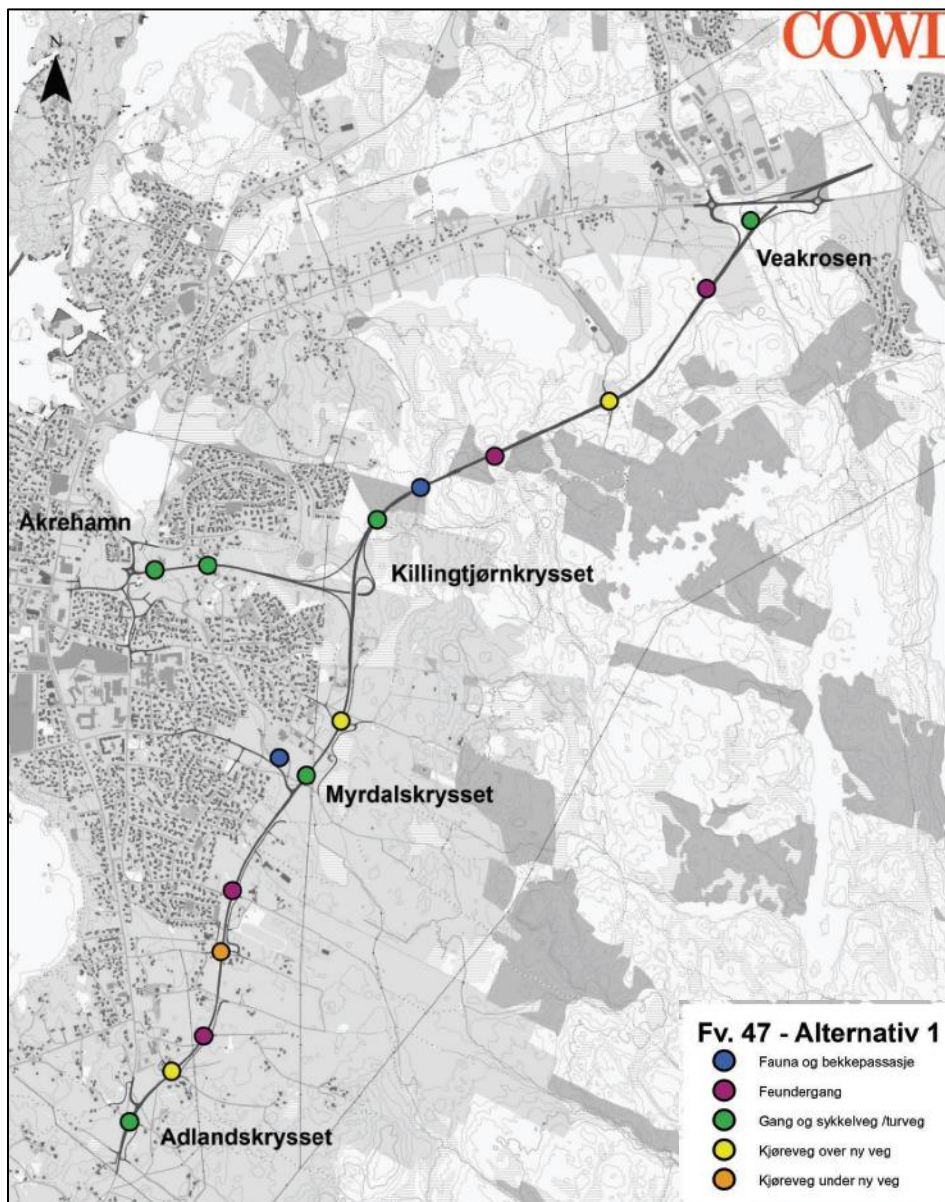 COWI
N
Veakrosen
Åkrehamn
Killingtjørnkrysset
Myrdalskrysset
Adlandskrysset
Fv. 47 - Alternativ 1
Fauna og bekkepassasje
Feundergang
Gang og sykkelveg /turveg
Kjøreveg over ny veg
Kjøreveg under ny veg